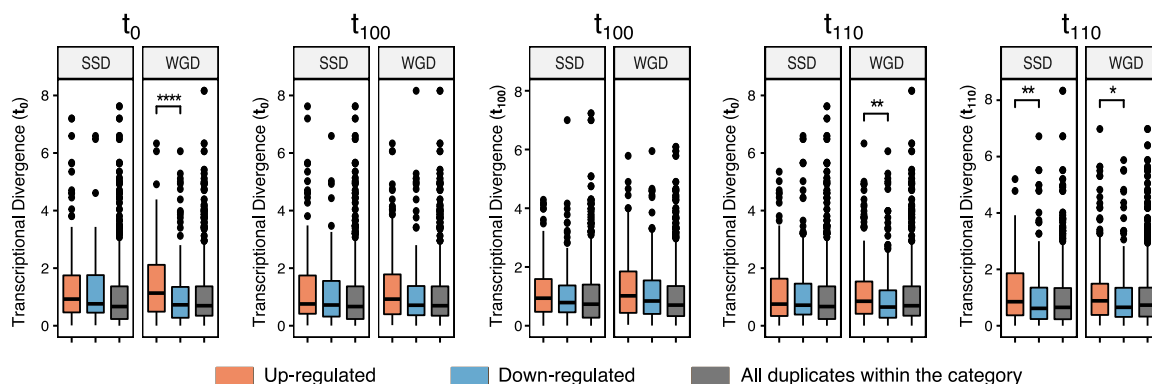 t0
t100
t100
t110
t110
SSD WGD
SSD WGD
SSD WGD
SSD WGD
SSD WGD
Transcriptional Divergence (t0)
8
6
4
2
0
****
Transcriptional Divergence (t0)
8
6
4
2
0
Transcriptional Divergence (t100)
8
6
4
2
0
Transcriptional Divergence (t0)
8
6
4
2
0
**
Transcriptional Divergence (t110)
8
6
4
2
0
**
*
Up-regulated
Down-regulated
All duplicates within the category